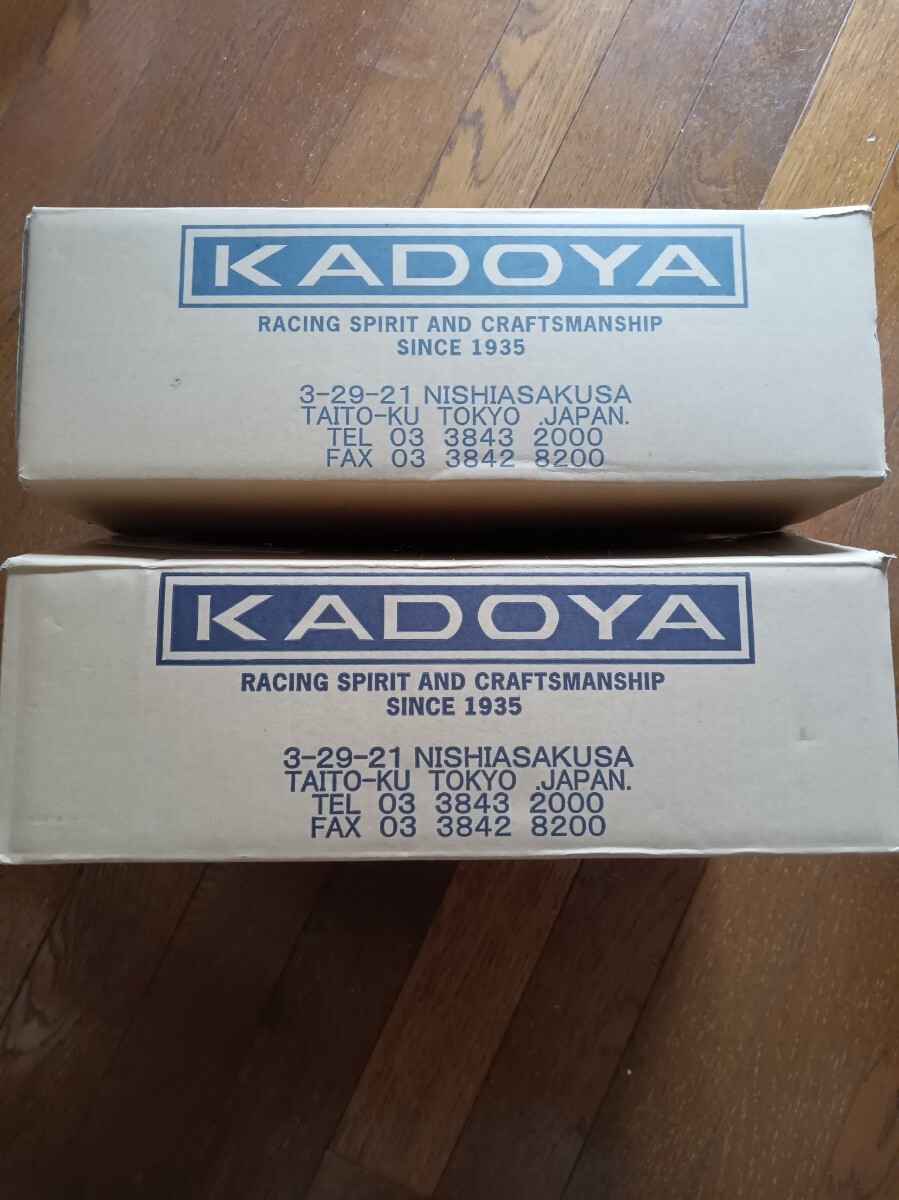 KADOYA
RACING SPIRIT AND CRAFTSMANSHIP
SINCE 1935
3-29-21 NISHIASAKUSA
TAITO-KU TOKYO .JAPAN.
TEL 03 3843 2000
FAX 03 3842 8200
KADOYA
RACING SPIRIT AND CRAFTSMANSHIP
SINCE 1935
3-29-21 NISHIASAKUSA
TAITO-KU TOKYO .JAPAN.
TEL 03 3843 2000
FAX 03 3842 8200